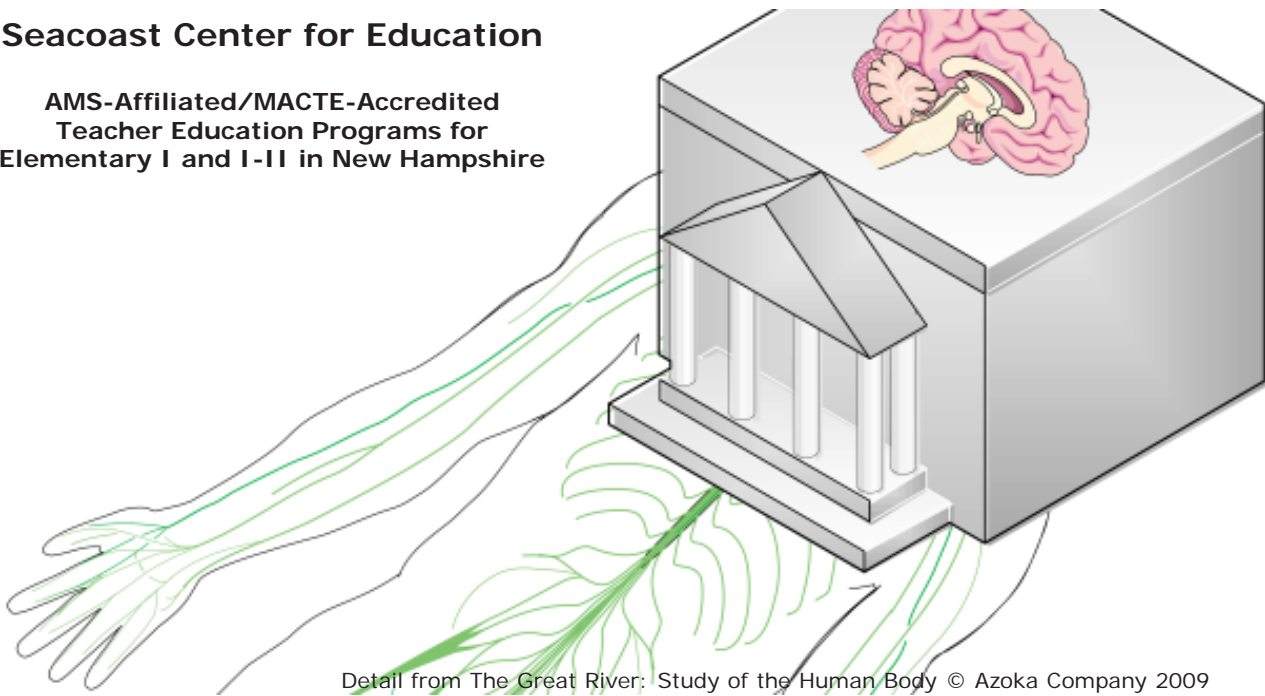 Seacoast Center for Education
AMS-Affiliated/MACTE-Accredited
Teacher Education Programs for
Elementary I and I-II in New Hampshire
Detail from The Great River: Study of the Human Body © Azoka Company 2009